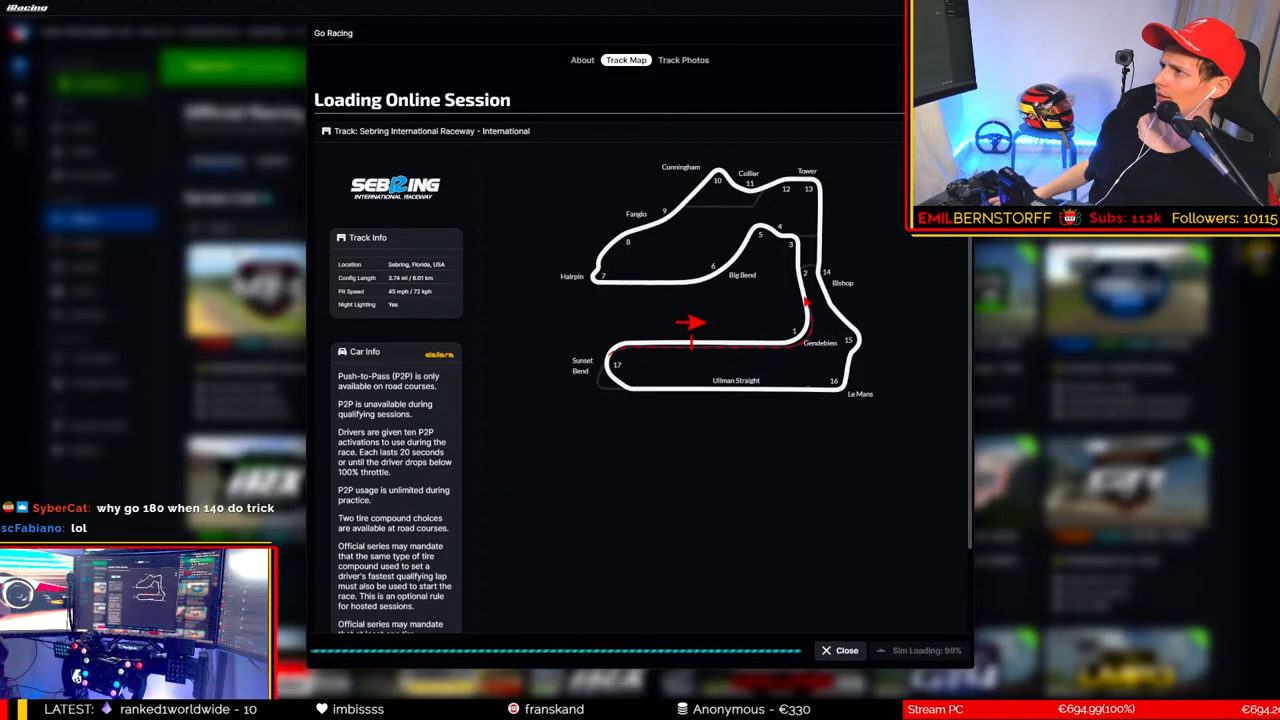 iRacing
Go Racing
About
Track Map
Track Photos
Loading Online Session
Track: Sebring International Raceway - International
SEBRING
INTERNATIONAL RACEWAY
Track Info
Location
Sebring, Florida, USA
Config Length
3.74 mi / 6.01 km
Pit Speed
45 mph / 72 kph
Night Lighting
Yes
Car Info
dallara
Push-to-Pass (P2P) is only
available on road courses.
P2P is unavailable during
qualifying sessions.
Drivers are given ten P2P
activations to use during the
race. Each lasts 20 seconds
or until the driver drops below
100% throttle.
P2P usage is unlimited during
practice.
Two tire compound choices
are available at road courses.
Official series may mandate
that the same type of tire
compound used to set a
driver's fastest qualifying lap
must also be used to start the
race. This is an optional rule
for hosted sessions.
Official series may mandate
Cunningham
10
Collier
11
12
Tower
13
Fangio
9
8
Hairpin
7
6
Big Bend
5
4
3
2
14
Bishop
1
Gendebien
15
Sunset
Bend
17
Ullman Straight
16
Le Mans
Close
Sim Loading: 99%
EMILBERNSTORFF
Subs: 112k
Followers: 10115
SyberCat: why go 180 when 140 do trick
scFabiano: lol
LATEST:
ranked1worldwide - 10
imbissss
franskand
Anonymous - €330
Stream PC
€694.99(100%)
€694.2